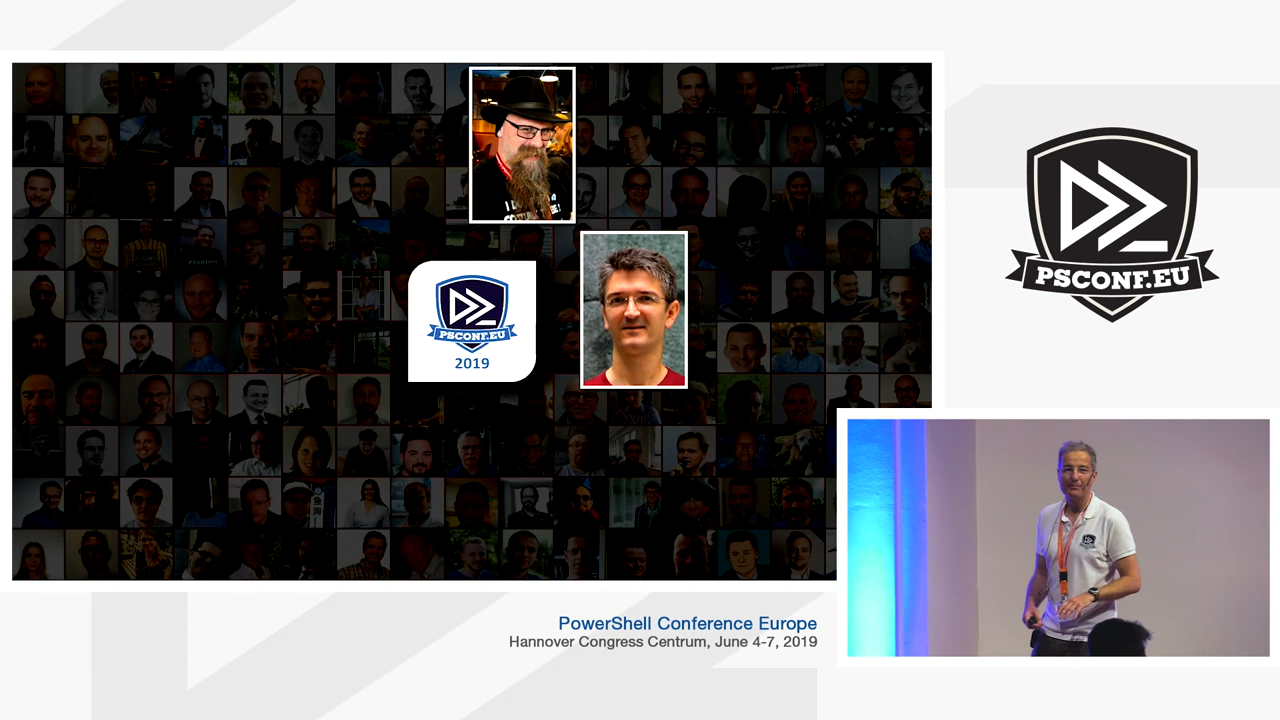 PSCONF.EU
2019
PSCONF.EU
PowerShell Conference Europe
Hannover Congress Centrum, June 4-7, 2019